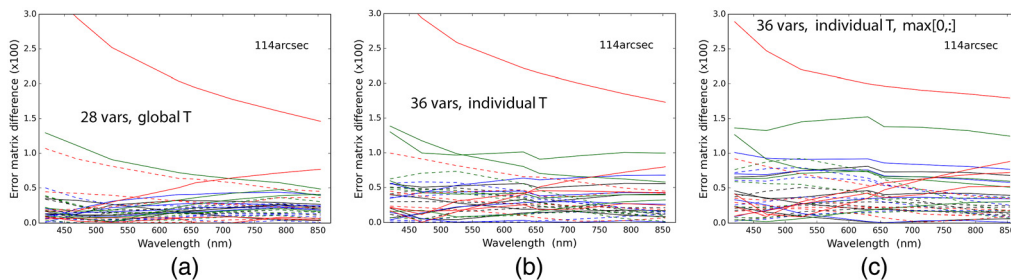 3.0
2.5
2.0
1.5
1.0
0.5
0.0
Error matrix difference (x100)
114arcsec
28 vars, global T
450 500 550 600 650 700 750 800 850
Wavelength (nm)
(a)
3.0
2.5
2.0
1.5
1.0
0.5
0.0
Error matrix difference (x100)
114arcsec
36 vars, individual T
450 500 550 600 650 700 750 800 850
Wavelength (nm)
(b)
3.0
2.5
2.0
1.5
1.0
0.5
0.0
Error matrix difference (x100)
36 vars, individual T, max[0,:]
114arcsec
450 500 550 600 650 700 750 800 850
Wavelength (nm)
(c)